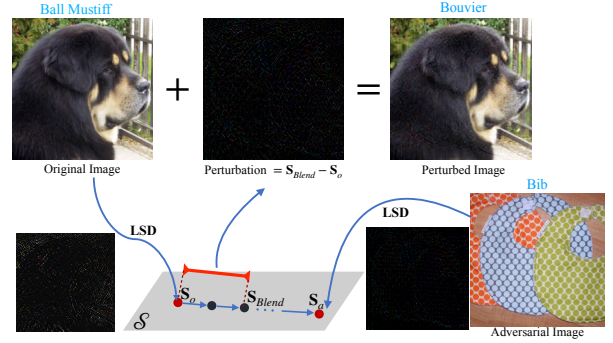 Ball Mustiff
Bouvier
+
=
Original Image
Perturbation = S_Blend − S_o
Perturbed Image
Bib
LSD
LSD
S_o
S_Blend
S_a
...
𝒮
Adversarial Image